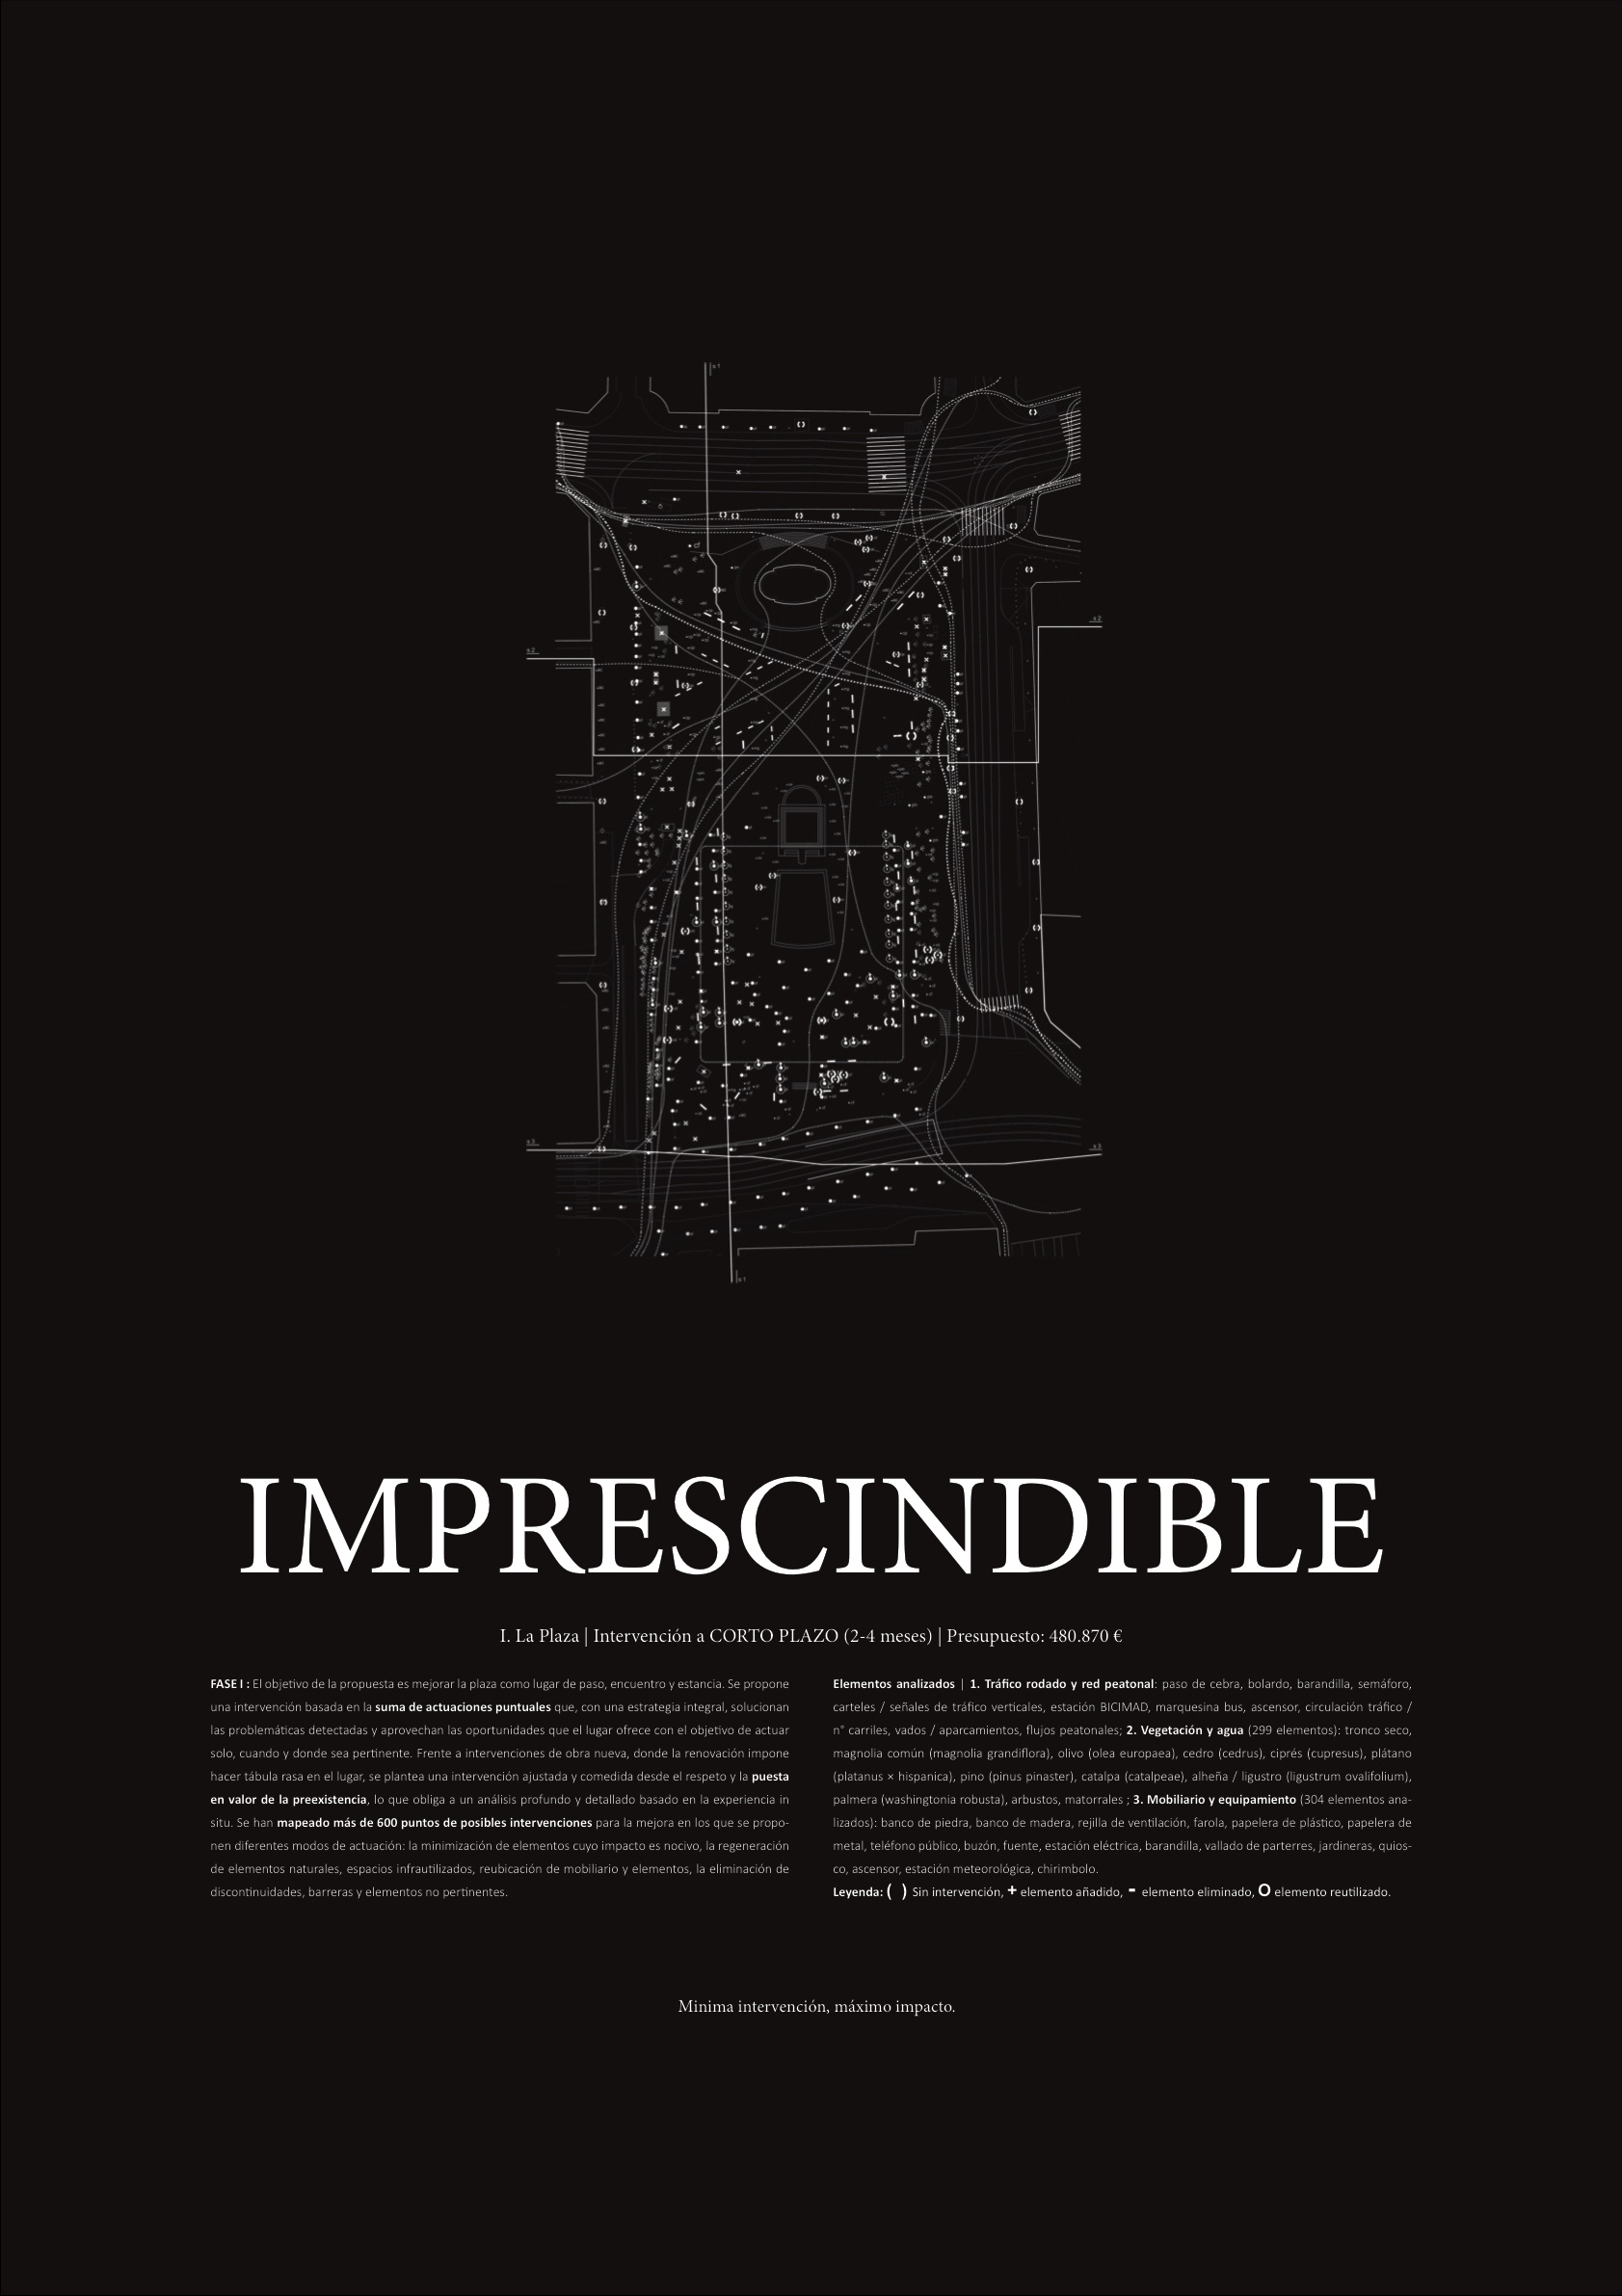 s1
s2
s2
s3
s3
s1
IMPRESCINDIBLE
I. La Plaza | Intervención a CORTO PLAZO (2-4 meses) | Presupuesto: 480.870 €
FASE I : El objetivo de la propuesta es mejorar la plaza como lugar de paso, encuentro y estancia. Se propone
una intervención basada en la suma de actuaciones puntuales que, con una estrategia integral, solucionan
las problemáticas detectadas y aprovechan las oportunidades que el lugar ofrece con el objetivo de actuar
solo, cuando y donde sea pertinente. Frente a intervenciones de obra nueva, donde la renovación impone
hacer tábula rasa en el lugar, se plantea una intervención ajustada y comedida desde el respeto y la puesta
en valor de la preexistencia, lo que obliga a un análisis profundo y detallado basado en la experiencia in
situ. Se han mapeado más de 600 puntos de posibles intervenciones para la mejora en los que se propo-
nen diferentes modos de actuación: la minimización de elementos cuyo impacto es nocivo, la regeneración
de elementos naturales, espacios infrautilizados, reubicación de mobiliario y elementos, la eliminación de
discontinuidades, barreras y elementos no pertinentes.
Elementos analizados | 1. Tráfico rodado y red peatonal: paso de cebra, bolardo, barandilla, semáforo,
carteles / señales de tráfico verticales, estación BICIMAD, marquesina bus, ascensor, circulación tráfico /
n° carriles, vados / aparcamientos, flujos peatonales; 2. Vegetación y agua (299 elementos): tronco seco,
magnolia común (magnolia grandiflora), olivo (olea europaea), cedro (cedrus), ciprés (cupresus), plátano
(platanus × hispanica), pino (pinus pinaster), catalpa (catalpeae), alheña / ligustro (ligustrum ovalifolium),
palmera (washingtonia robusta), arbustos, matorrales ; 3. Mobiliario y equipamiento (304 elementos ana-
lizados): banco de piedra, banco de madera, rejilla de ventilación, farola, papelera de plástico, papelera de
metal, teléfono público, buzón, fuente, estación eléctrica, barandilla, vallado de parterres, jardineras, quios-
co, ascensor, estación meteorológica, chirimbolo.
Leyenda: ( ) Sin intervención, + elemento añadido, - elemento eliminado, O elemento reutilizado.
Minima intervención, máximo impacto.